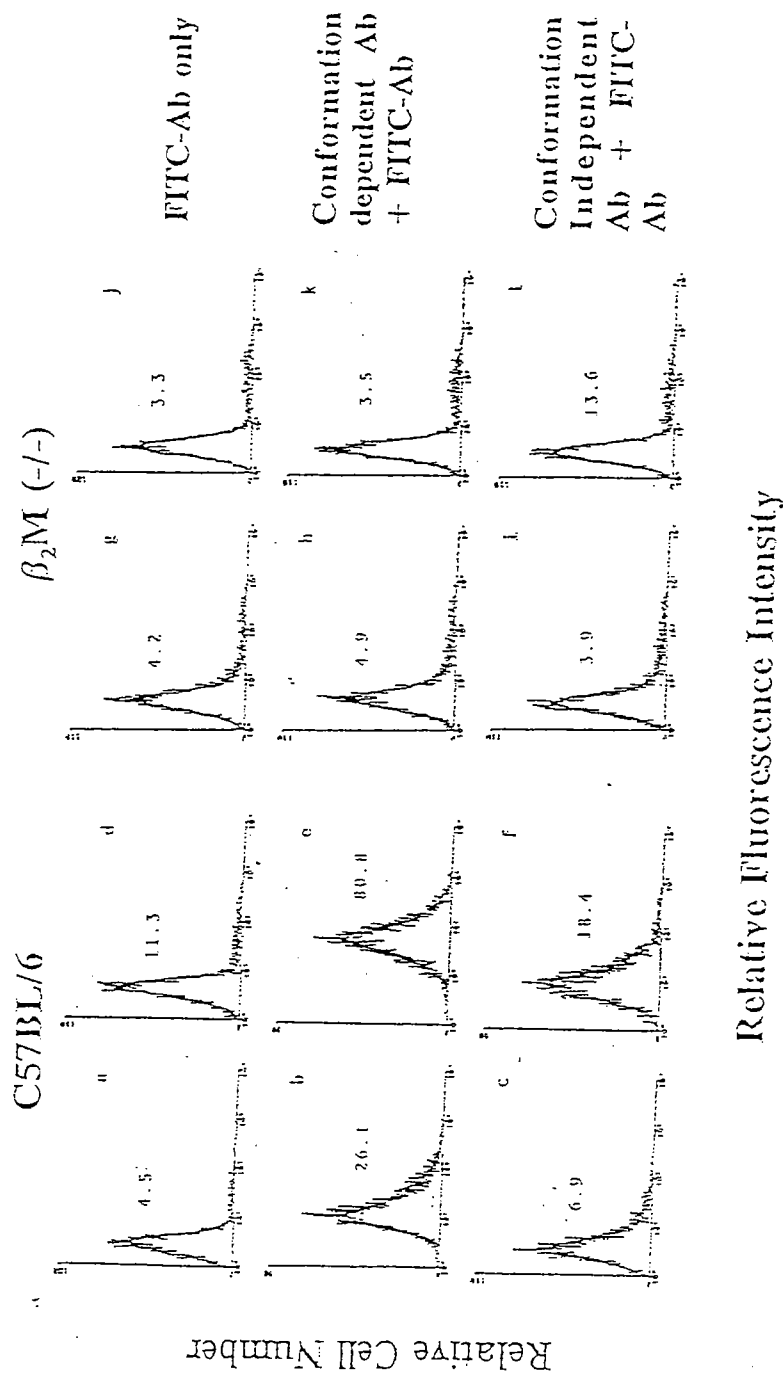 C57BL/6
β₂M (-/-)
a
4.5
d
11.3
g
4.2
j
3.3
FITC-Ab only
b
26.1
e
80.8
h
4.9
k
3.5
Conformation
dependent Ab
+ FITC-Ab
c
6.9
f
18.4
i
3.9
l
13.6
Conformation
Independent
Ab + FITC-
Ab
Relative Cell Number
Relative Fluorescence Intensity